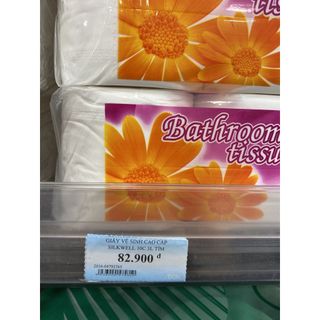 Bathroom
tissu
GIẤY VỆ SINH CAO CẤP
SILKWELL 10C 3L TÍM
82.900 đ